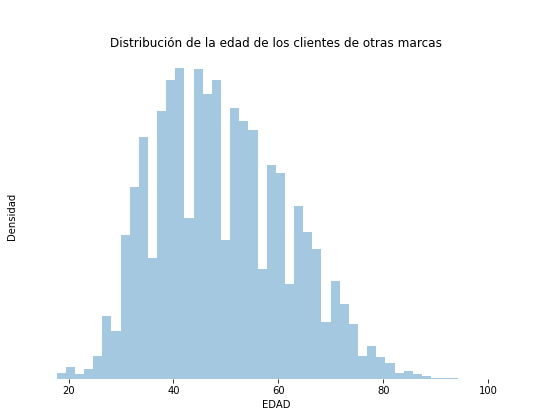 Distribución de la edad de los clientes de otras marcas
Densidad
20 40 60 80 100
EDAD